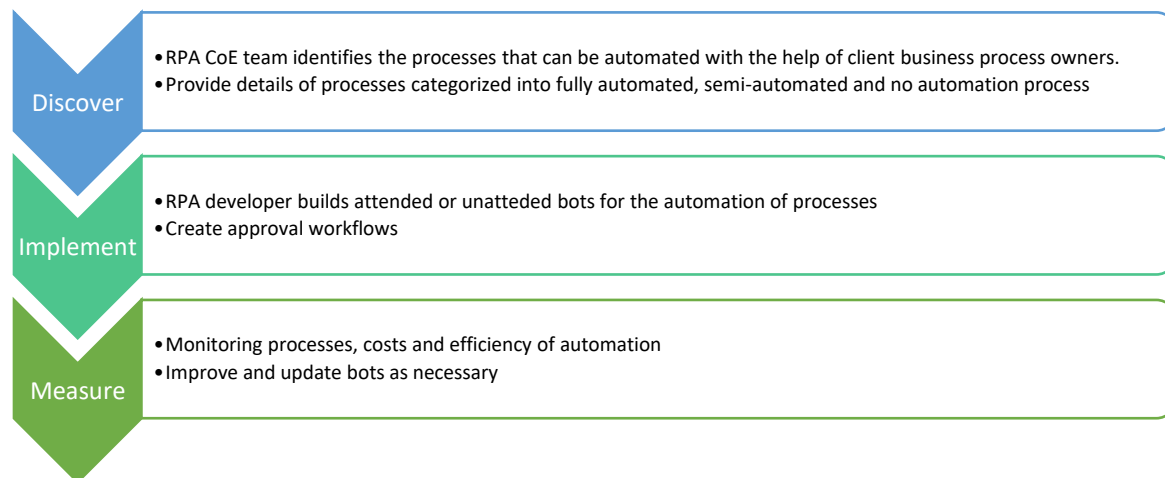 Discover
•RPA CoE team identifies the processes that can be automated with the help of client business process owners.
•Provide details of processes categorized into fully automated, semi-automated and no automation process
Implement
•RPA developer builds attended or unatteded bots for the automation of processes
•Create approval workflows
Measure
•Monitoring processes, costs and efficiency of automation
•Improve and update bots as necessary